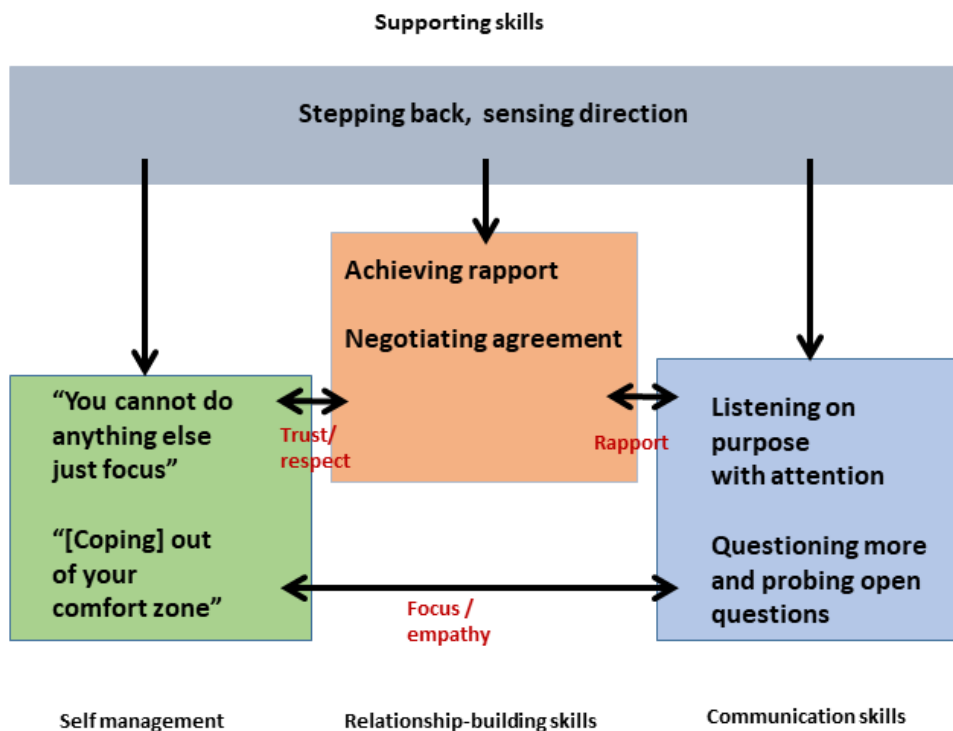 Supporting skills
Stepping back, sensing direction
Achieving rapport
Negotiating agreement
“You cannot do
anything else
just focus”
“[Coping] out
of your
comfort zone”
Trust/
respect
Rapport
Listening on
purpose
with attention
Questioning more
and probing open
questions
Focus /
empathy
Self management
Relationship-building skills
Communication skills